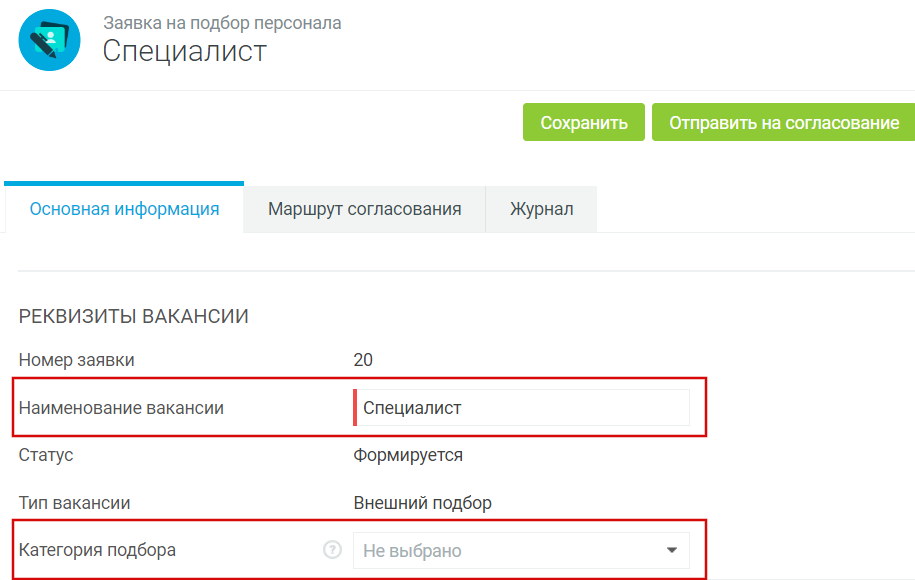 Заявка на подбор персонала
Специалист
Сохранить
Отправить на согласование
Основная информация
Маршрут согласования
Журнал
РЕКВИЗИТЫ ВАКАНСИИ
Номер заявки 20
Наименование вакансии Специалист
Статус Формируется
Тип вакансии Внешний подбор
Категория подбора ? Не выбрано